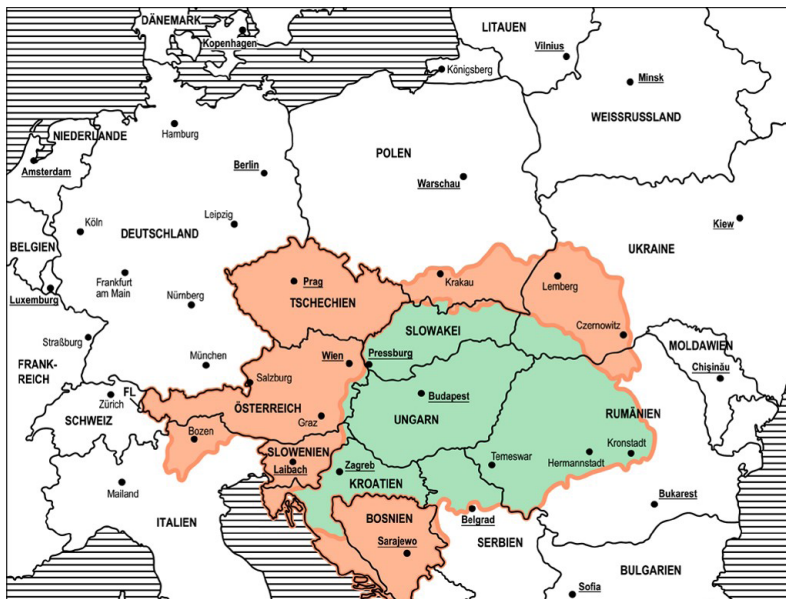 DÄNEMARK
Kopenhagen
LITAUEN
Vilnius
Königsberg
Minsk
WEISSRUSSLAND
NIEDERLANDE
Hamburg
Amsterdam
Berlin
POLEN
Warschau
Köln
Leipzig
DEUTSCHLAND
Kiew
UKRAINE
BELGIEN
Luxemburg
Frankfurt
am Main
Nürnberg
Prag
TSCHECHIEN
Krakau
Lemberg
Czernowitz
SLOWAKEI
Straßburg
MOLDAWIEN
Chişinău
FRANK-
REICH
München
Wien
Pressburg
Salzburg
FL
Zürich
SCHWEIZ
ÖSTERREICH
Graz
Budapest
UNGARN
RUMÄNIEN
Bozen
SLOWENIEN
Laibach
Zagreb
KROATIEN
Temeswar
Hermannstadt
Kronstadt
Mailand
ITALIEN
BOSNIEN
Sarajewo
Belgrad
SERBIEN
Bukarest
BULGARIEN
Sofia